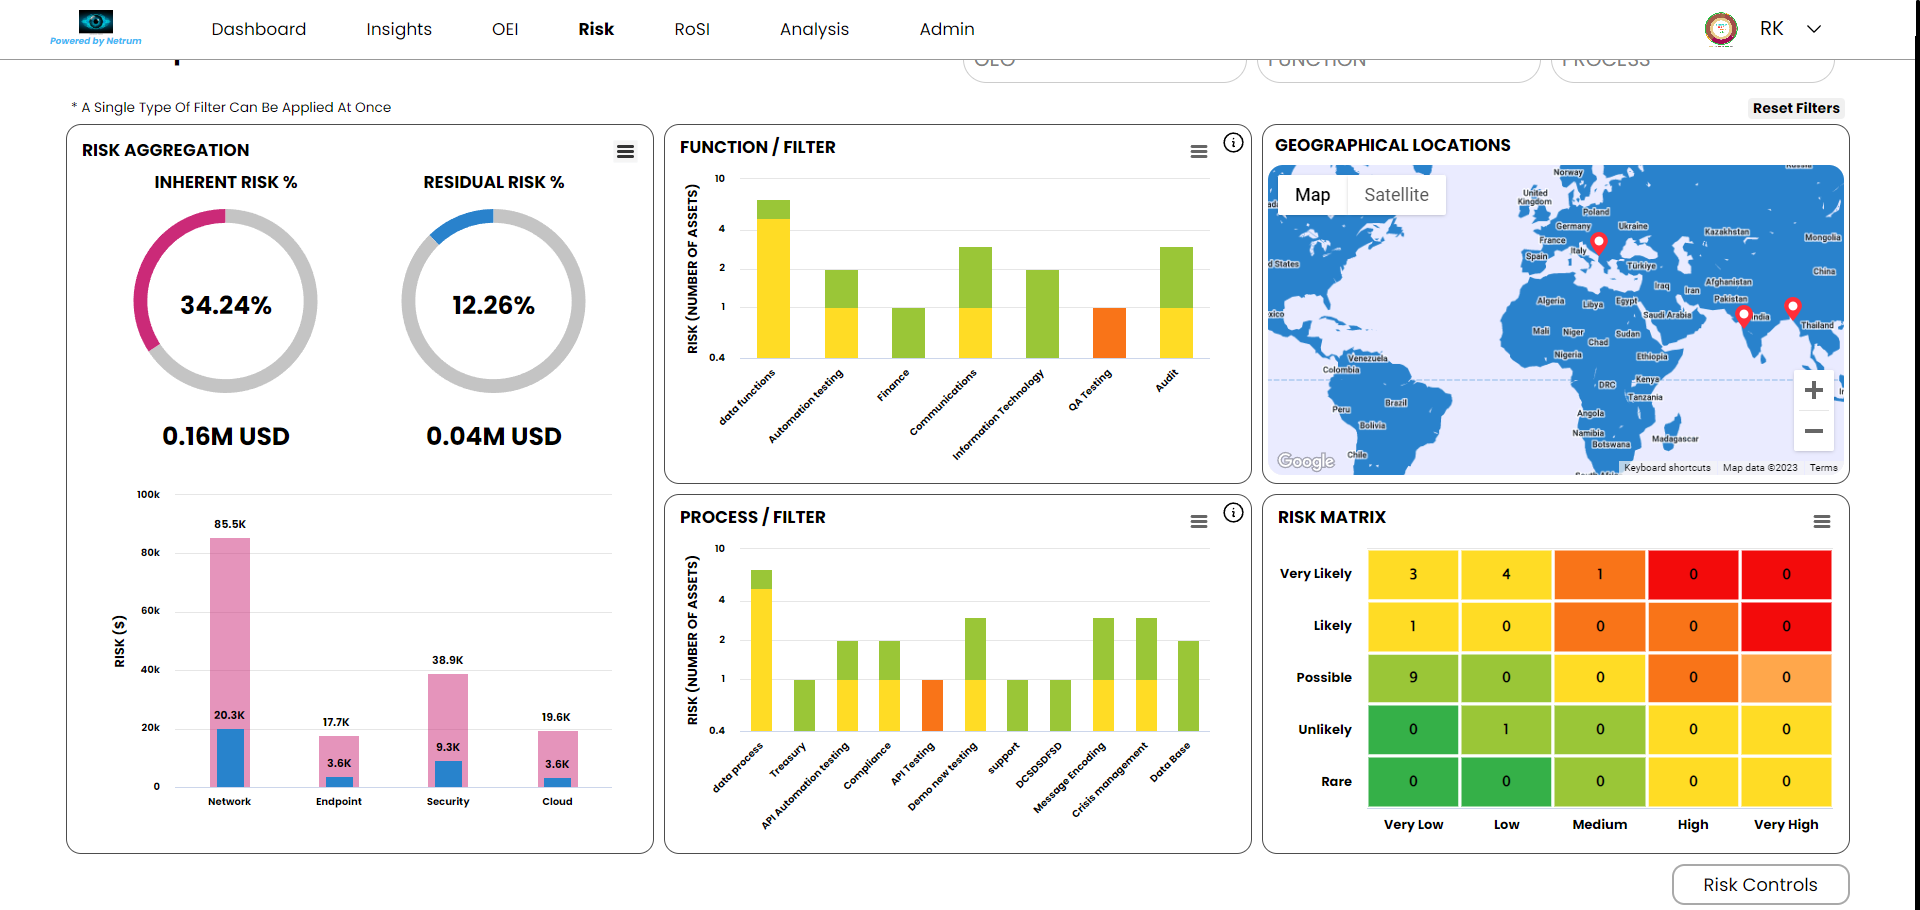 Powered by Netrum
Dashboard
Insights
OEI
Risk
RoSI
Analysis
Admin
RK
GEO
FUNCTION
PROCESS
* A Single Type Of Filter Can Be Applied At Once
Reset Filters
RISK AGGREGATION
INHERENT RISK %
RESIDUAL RISK %
34.24%
12.26%
0.16M USD
0.04M USD
RISK ($)
100k
80k
60k
40k
20k
0
85.5K
20.3K
17.7K
3.6K
38.9K
9.3K
19.6K
3.6K
Network
Endpoint
Security
Cloud
FUNCTION / FILTER
RISK (NUMBER OF ASSETS)
10
4
2
1
0.4
data functions
Automation testing
Finance
Communications
Information Technology
QA Testing
Audit
PROCESS / FILTER
RISK (NUMBER OF ASSETS)
10
4
2
1
0.4
data process
Treasury
API Automation testing
Compliance
API Testing
Demo new testing
support
DCSDSDFSD
Message Encoding
Crisis management
Data Base
GEOGRAPHICAL LOCATIONS
Map
Satellite
Norway
United
Kingdom
Poland
Germany
Ukraine
France
Italy
Spain
Türkiye
Kazakhstan
Mongolia
China
d States
Iraq
Iran
Afghanistan
Pakistan
Algeria
Libya
Egypt
Saudi Arabia
India
Thailand
xico
Mali
Niger
Sudan
Chad
Nigeria
Ethiopia
Venezuela
Colombia
DRC
Kenya
Tanzania
Brazil
Peru
Angola
Bolivia
Namibia
Botswana
Madagascar
Chile
Google
Keyboard shortcuts
Map data ©2023
Terms
RISK MATRIX
Very Likely 3 4 1 0 0
Likely 1 0 0 0 0
Possible 9 0 0 0 0
Unlikely 0 1 0 0 0
Rare 0 0 0 0 0
Very Low Low Medium High Very High
Risk Controls